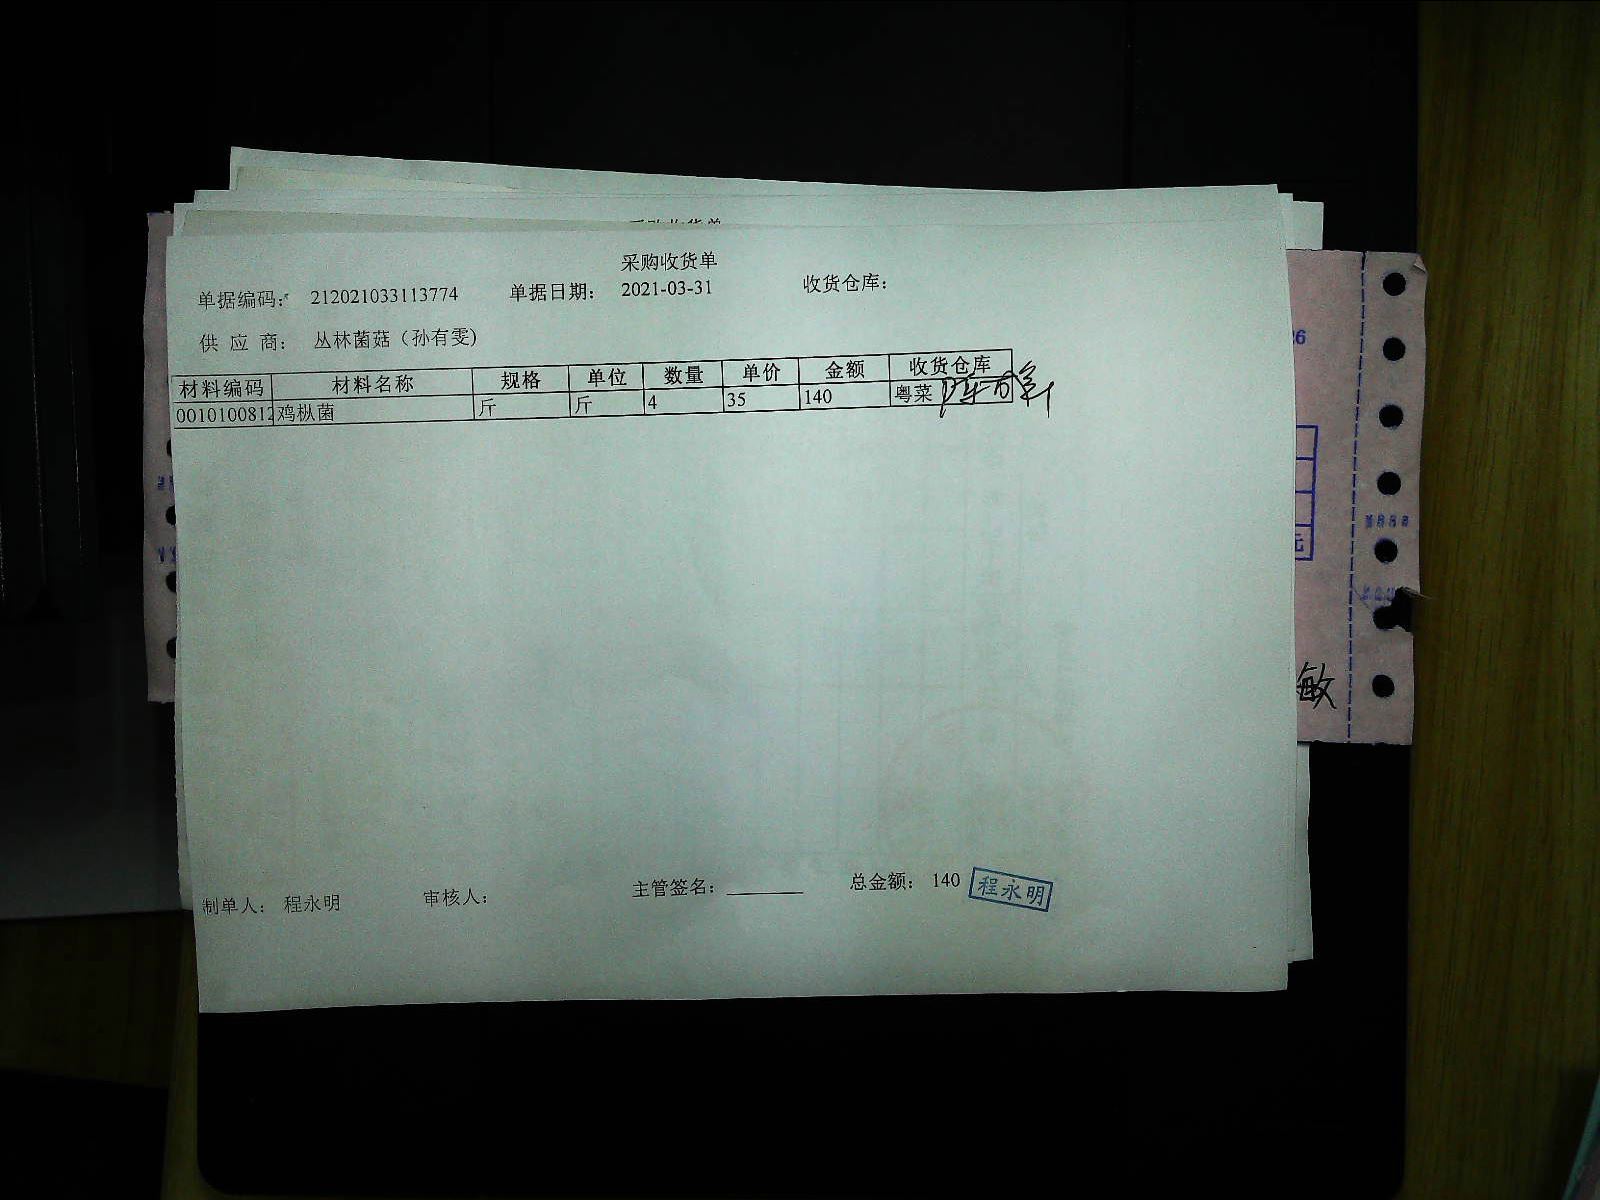 采购收货单
单据编码: 212021033113774 单据日期: 2021-03-31 收货仓库:
供应商: 丛林菌菇（孙有雯)
材料编码 材料名称 规格 单位 数量 单价 金额 收货仓库
0010100812 鸡枞菌 斤 斤 4 35 140 粤菜
制单人: 程永明 审核人: 主管签名: 总金额: 140 程永明
敏